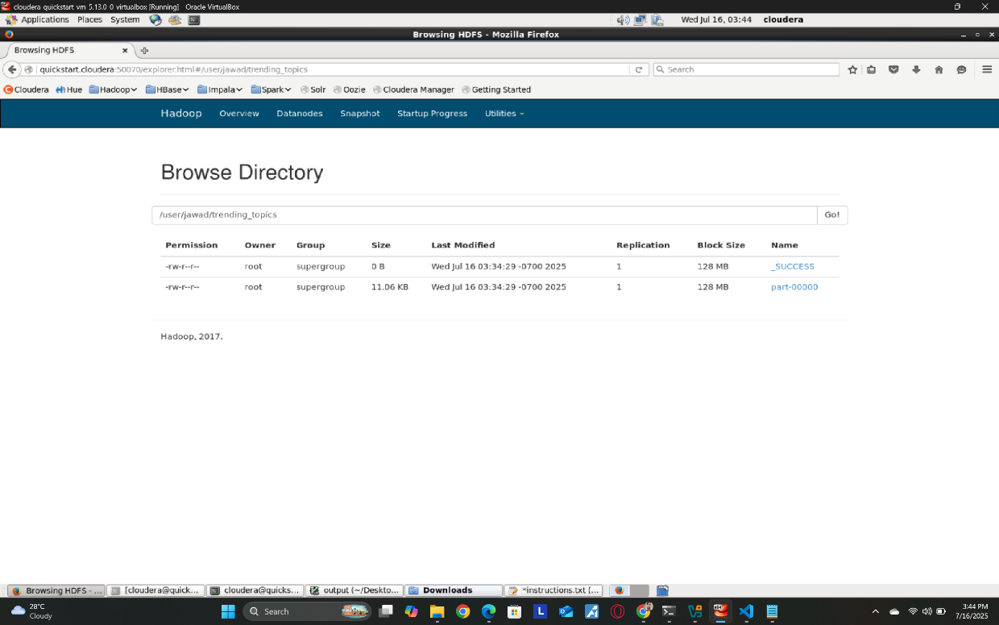 cloudera quickstart vm 5.13.0 0 virtualbox [Running] Oracle VirtualBox
Applications Places System Wed Jul 16, 03:44 cloudera
Browsing HDFS - Mozilla Firefox
Browsing HDFS
quickstart.cloudera:50070/explorer.html#/user/jawad/trending_topics Search
Cloudera Hue Hadoop HBase Impala Spark Solr Oozie Cloudera Manager Getting Started
Hadoop Overview Datanodes Snapshot Startup Progress Utilities
Browse Directory
/user/jawad/trending_topics Go!
Permission Owner Group Size Last Modified Replication Block Size Name
-rw-r--r-- root supergroup 0 B Wed Jul 16 03:34:29 -0700 2025 1 128 MB _SUCCESS
-rw-r--r-- root supergroup 11.06 KB Wed Jul 16 03:34:29 -0700 2025 1 128 MB part-00000
Hadoop, 2017.
Browsing HDFS - ... [cloudera@quick... cloudera@quicks... output (~/Deskto... Downloads *instructions.txt (...
28°C
Cloudy
Search
3:44 PM
7/16/2025